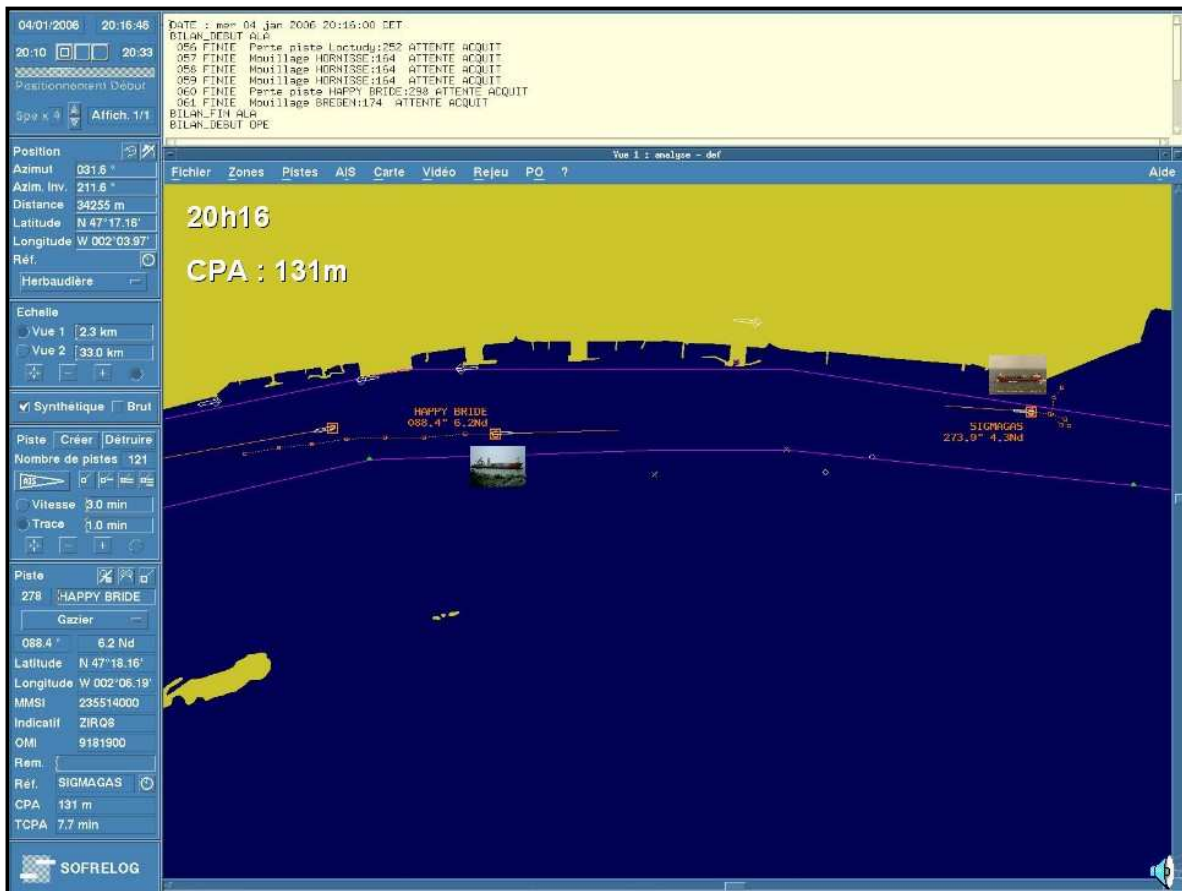 04/01/2006 20:16:46
20:10 20:33
Positionnement Début
Spe x 4 Affich. 1/1
DATE : mer 04 jan 2006 20:16:00 CET
BILAN_DEBUT ALA
056 FINIE Perte piste Loctudy:252 ATTENTE ACQUIT
057 FINIE Mouillage HORNISSE:164 ATTENTE ACQUIT
058 FINIE Mouillage HORNISSE:164 ATTENTE ACQUIT
059 FINIE Mouillage HORNISSE:164 ATTENTE ACQUIT
060 FINIE Perte piste HAPPY BRIDE:298 ATTENTE ACQUIT
061 FINIE Mouillage BREGEN:174 ATTENTE ACQUIT
BILAN_FIN ALA
BILAN_DEBUT OPE
Vue 1 : analyse - def
Fichier Zones Pistes AIS Carte Vidéo Rejeu PO ? Aide
20h16
CPA : 131m
HAPPY BRIDE
088.4° 6.2Nd
SIGMAGAS
273.9° 4.3Nd
Position
Azimut 031.6 °
Azim. Inv. 211.6 °
Distance 34255 m
Latitude N 47°17.16'
Longitude W 002°03.97'
Réf.
Herbaudière
Echelle
Vue 1 2.3 km
Vue 2 33.0 km
Synthétique Brut
Piste Créer Détruire
Nombre de pistes 121
AIS
Vitesse 3.0 min
Trace 1.0 min
Piste
278 HAPPY BRIDE
Gazier
088.4 ° 6.2 Nd
Latitude N 47°18.16'
Longitude W 002°06.19'
MMSI 235514000
Indicatif ZIRQ8
OMI 9181900
Rem.
Réf. SIGMAGAS
CPA 131 m
TCPA 7.7 min
SOFRELOG